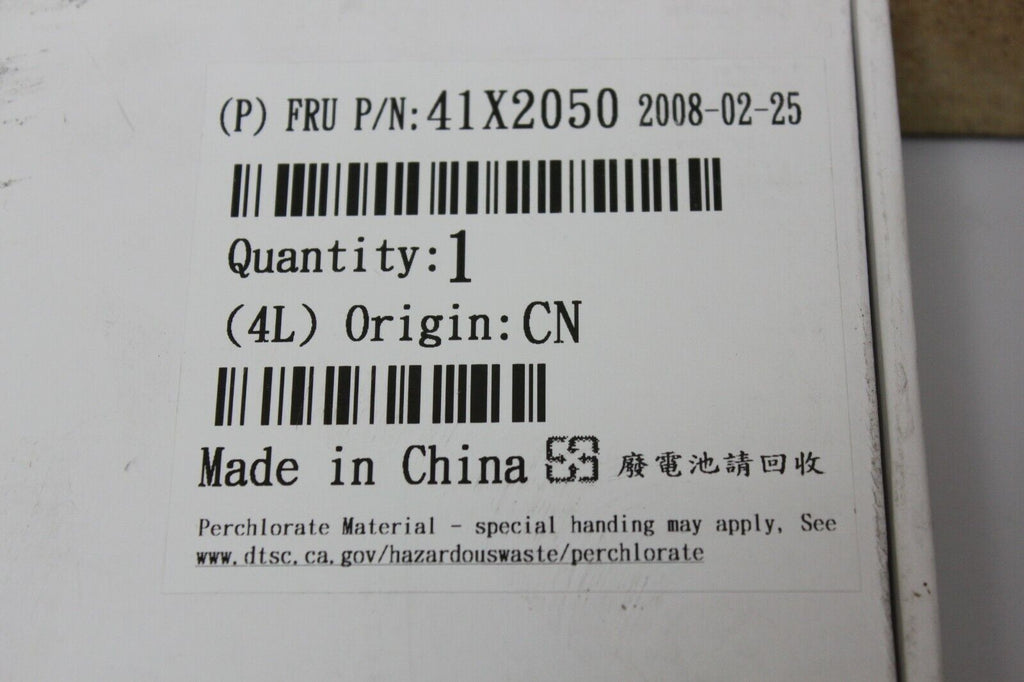 (P) FRU P/N:41X2050 2008-02-25
Quantity:1
(4L) Origin:CN
Made in China 廢電池請回收
Perchlorate Material - special handing may apply, See
www.dtsc.ca.gov/hazardouswaste/perchlorate